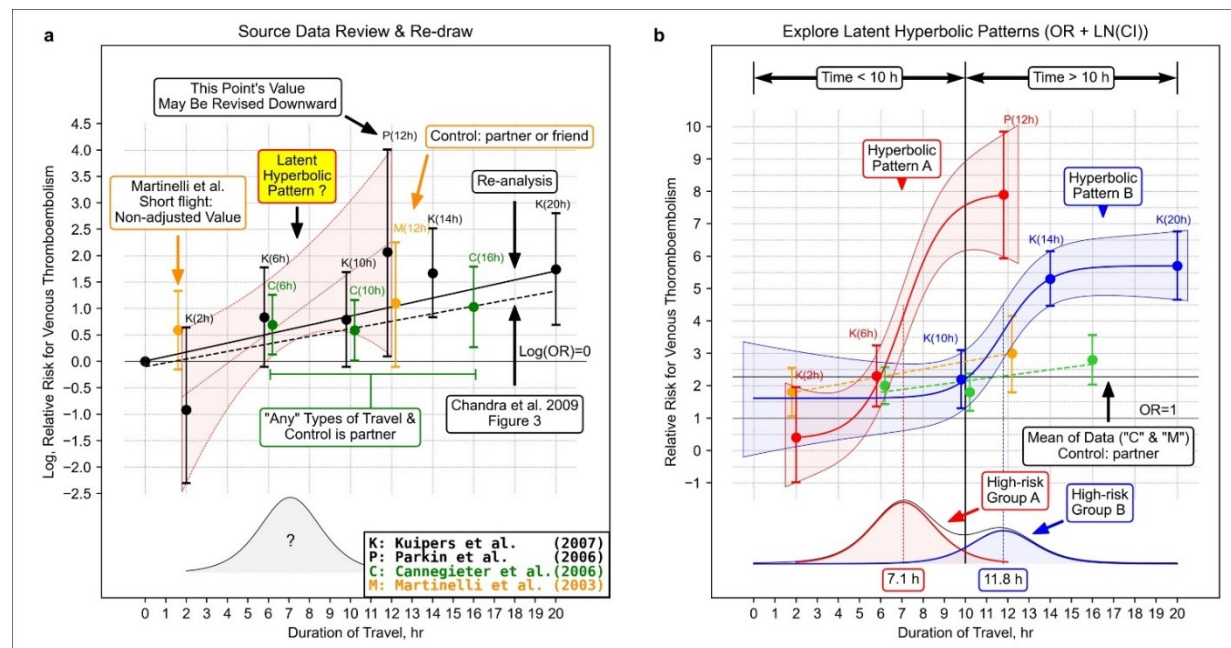 a
Source Data Review & Re-draw
This Point's Value
May Be Revised Downward
P(12h)
Control: partner or friend
Latent
Hyperbolic
Pattern ?
Re-analysis
Martinelli et al.
Short flight:
Non-adjusted Value
K(2h)
K(6h)
C(6h)
K(10h)
C(10h)
M(12h)
K(14h)
C(16h)
K(20h)
Log(OR)=0
"Any" Types of Travel &
Control is partner
Chandra et al. 2009
Figure 3
Log, Relative Risk for Venous Thoromboembolism
4.5
4.0
3.5
3.0
2.5
2.0
1.5
1.0
0.5
0.0
−0.5
−1.0
−1.5
−2.0
−2.5
?
K: Kuipers et al. (2007)
P: Parkin et al. (2006)
C: Cannegieter et al.(2006)
M: Martinelli et al. (2003)
0 1 2 3 4 5 6 7 8 9 10 11 12 13 14 15 16 17 18 19 20
Duration of Travel, hr
b
Explore Latent Hyperbolic Patterns (OR + LN(CI))
Time < 10 h
Time > 10 h
P(12h)
Hyperbolic
Pattern A
Hyperbolic
Pattern B
K(20h)
K(14h)
K(6h)
K(10h)
K(2h)
OR=1
Mean of Data ("C" & "M")
Control: partner
Relative Risk for Venous Thoromboembolism
10
9
8
7
6
5
4
3
2
1
0
−1
High-risk
Group A
High-risk
Group B
7.1 h
11.8 h
0 1 2 3 4 5 6 7 8 9 10 11 12 13 14 15 16 17 18 19 20
Duration of Travel, hr